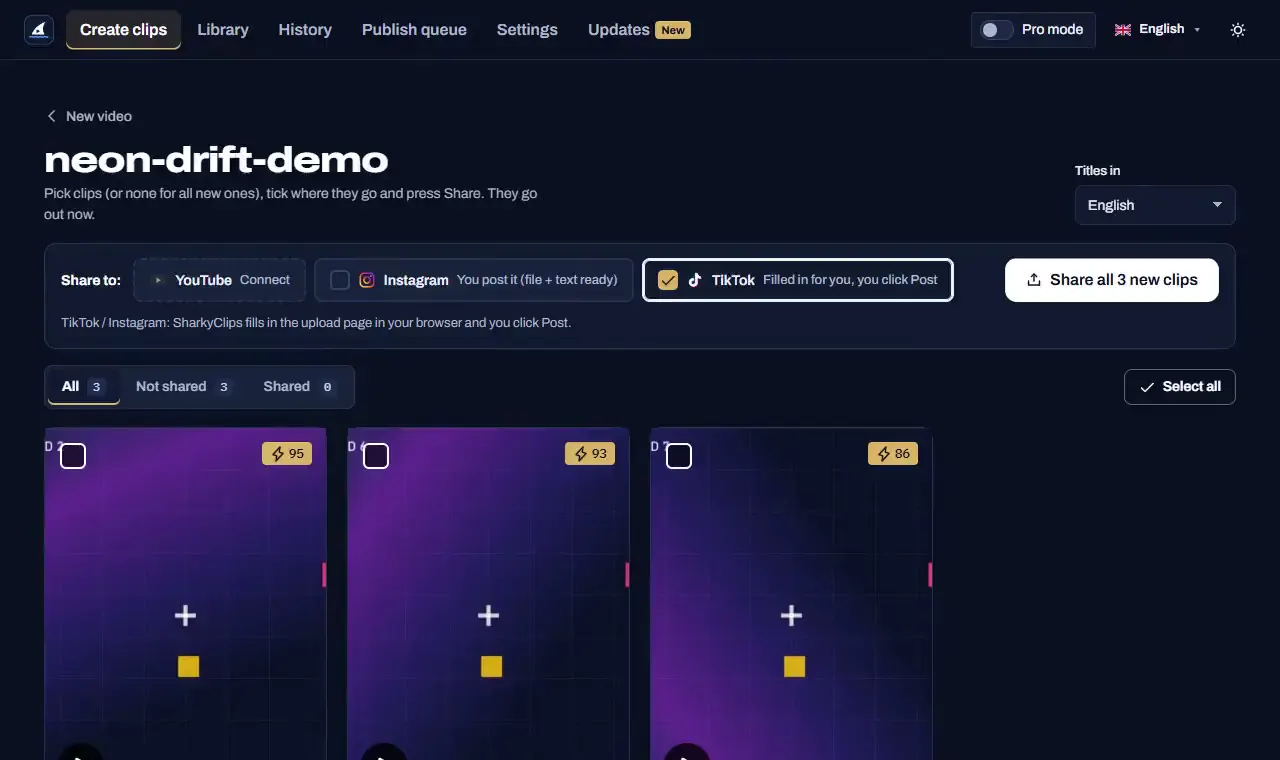 Create clips Library History Publish queue Settings Updates New Pro mode English
New video
neon-drift-demo
Pick clips (or none for all new ones), tick where they go and press Share. They go
out now.
Titles in
English
Share to: YouTube Connect Instagram You post it (file + text ready) TikTok Filled in for you, you click Post Share all 3 new clips
TikTok / Instagram: SharkyClips fills in the upload page in your browser and you click Post.
All 3 Not shared 3 Shared 0 Select all
95 93 86